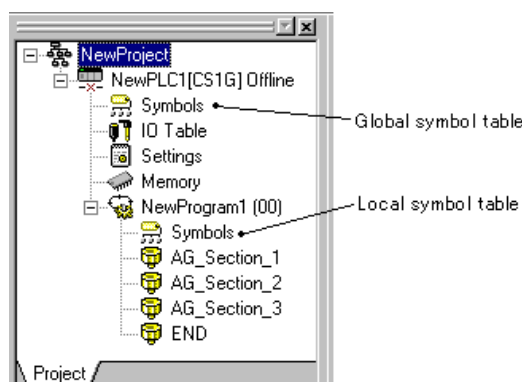 NewProject
NewPLC1[CS1G] Offline
Symbols
Global symbol table
IO Table
Settings
Memory
NewProgram1 (00)
Local symbol table
Symbols
AG_Section_1
AG_Section_2
AG_Section_3
END
Project